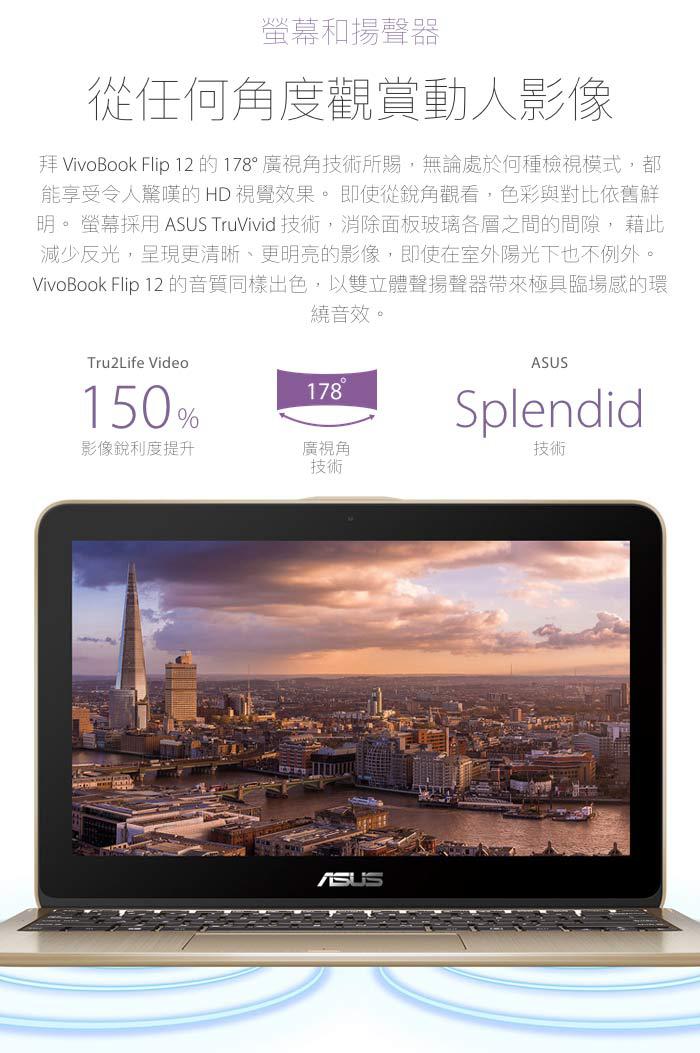 螢幕和揚聲器
從任何角度觀賞動人影像
拜 VivoBook Flip 12 的 178° 廣視角技術所賜，無論處於何種檢視模式，都
能享受令人驚嘆的 HD 視覺效果。 即使從銳角觀看，色彩與對比依舊鮮
明。 螢幕採用 ASUS TruVivid 技術，消除面板玻璃各層之間的間隙， 藉此
減少反光，呈現更清晰、更明亮的影像，即使在室外陽光下也不例外。
VivoBook Flip 12 的音質同樣出色，以雙立體聲揚聲器帶來極具臨場感的環
繞音效。
Tru2Life Video
150 %
影像銳利度提升
178°
廣視角
技術
ASUS
Splendid
技術
ASUS